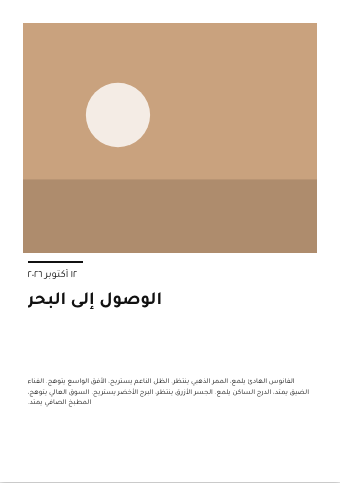 ١٢ أكتوبر ٢٠٢٦
الوصول إلى البحر
الفانوس الهادئ يلمع. الممر الذهبي ينتظر. الظل الناعم يستريح. الأفق الواسع يتوهج. الفناء
الضيق يمتد. الدرج الساكن يلمع. الجسر الأزرق ينتظر. البرج الأخضر يستريح. السوق العالي يتوهج.
المطبخ الصافي يمتد.